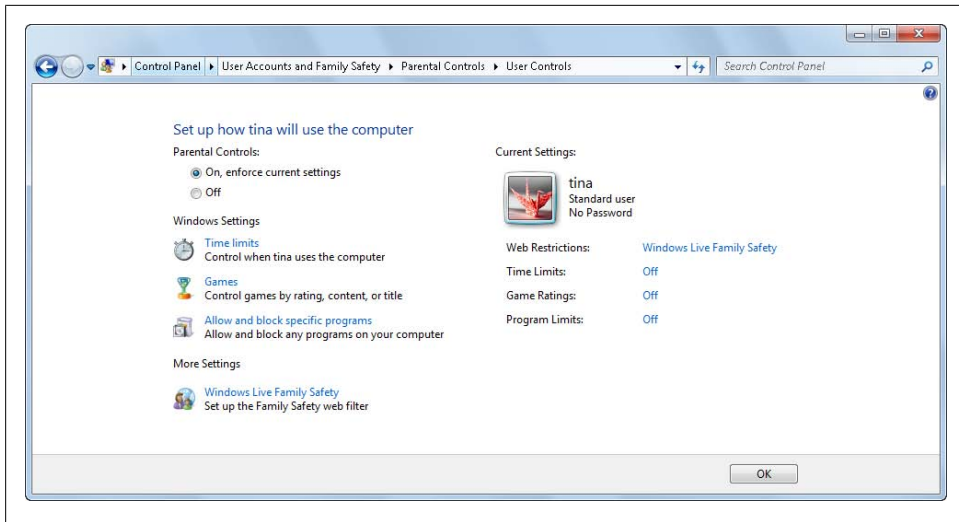 Control Panel ▸ User Accounts and Family Safety ▸ Parental Controls ▸ User Controls
Search Control Panel
Set up how tina will use the computer
Parental Controls:
On, enforce current settings
Off
Windows Settings
Time limits
Control when tina uses the computer
Games
Control games by rating, content, or title
Allow and block specific programs
Allow and block any programs on your computer
More Settings
Windows Live Family Safety
Set up the Family Safety web filter
Current Settings:
tina
Standard user
No Password
Web Restrictions: Windows Live Family Safety
Time Limits: Off
Game Ratings: Off
Program Limits: Off
OK